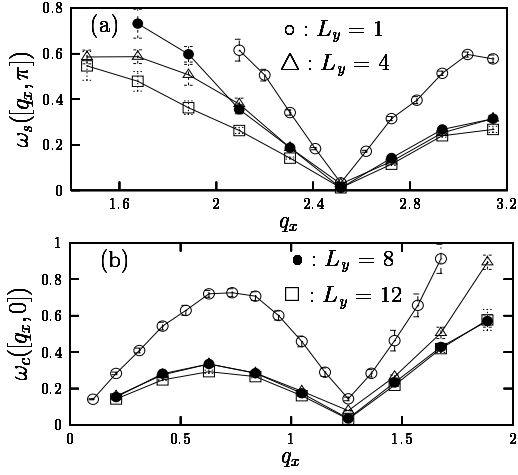 0.8
(a)
: L_y = 1
0.6
: L_y = 4
ω_s([q_x, π])
0.4
0.2
0
1.6 2 2.4 2.8 3.2
q_x
1
(b)
: L_y = 8
0.8
: L_y = 12
ω_c([q_x, 0])
0.6
0.4
0.2
0
0 0.5 1 1.5 2
q_x